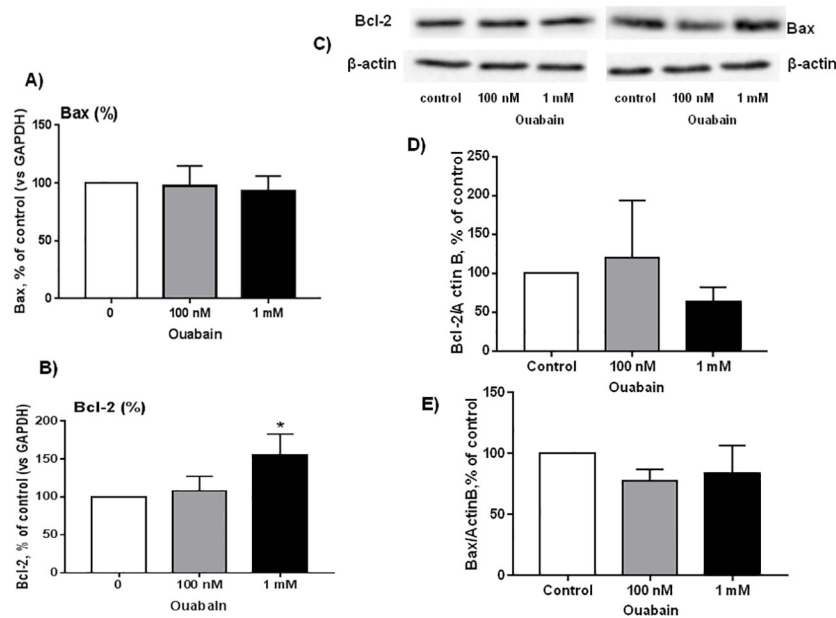 A)
Bax (%)
Bax, % of control (vs GAPDH)
150
100
50
0
0 100 nM 1 mM
Ouabain
B)
Bcl-2 (%)
Bcl-2, % of control (vs GAPDH)
200
150
100
50
0
0 100 nM 1 mM
Ouabain
C)
Bcl-2
Bax
β-actin
β-actin
control 100 nM 1 mM
Ouabain
control 100 nM 1 mM
Ouabain
D)
Bcl-2/A ctin B, % of control
250
200
150
100
50
0
Control 100 nM 1 mM
Ouabain
E)
Bax/ActinB,% of control
150
100
50
0
Control 100 nM 1 mM
Ouabain